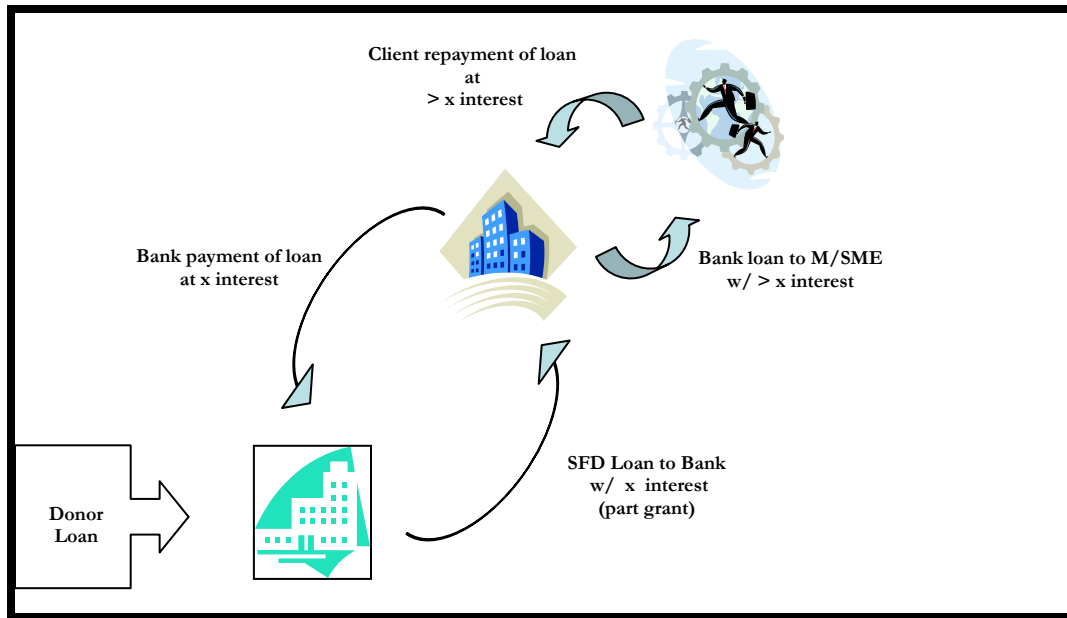 Client repayment of loan
at
> x interest
Bank payment of loan
at x interest
Bank loan to M/SME
w/ > x interest
SFD Loan to Bank
w/ x interest
(part grant)
Donor
Loan